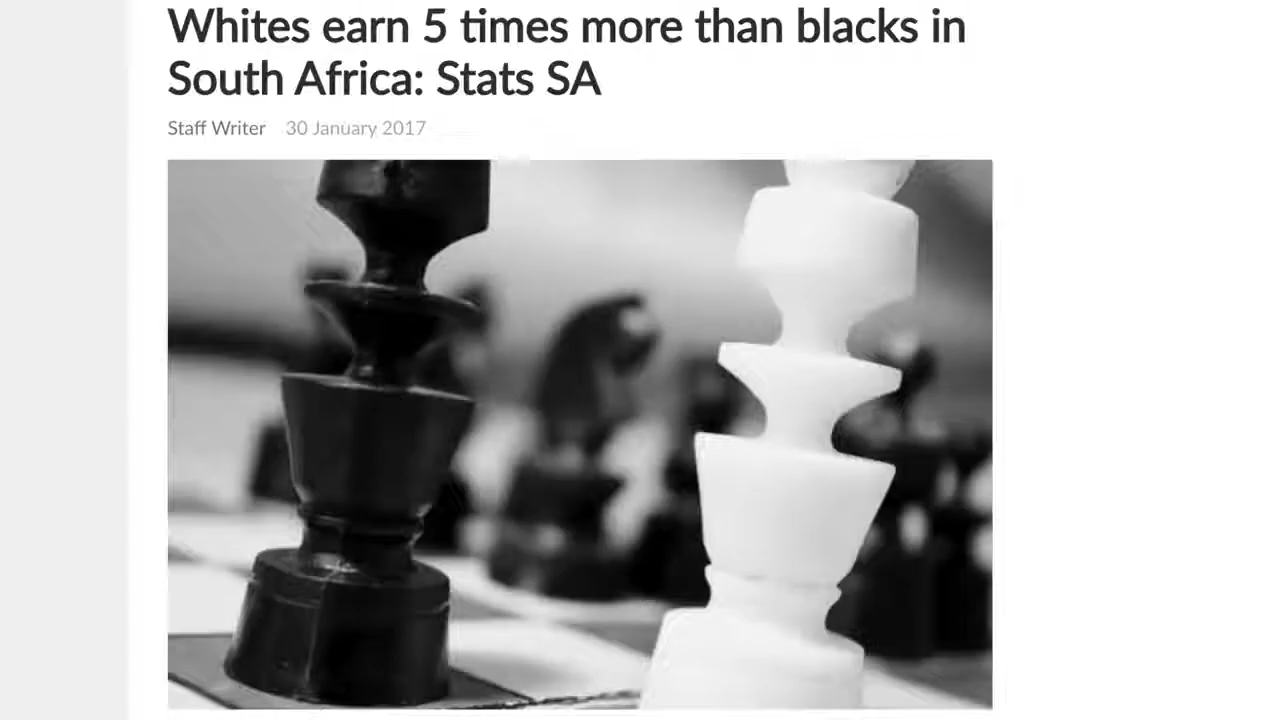 Whites earn 5 times more than blacks in
South Africa: Stats SA
Staff Writer 30 January 2017